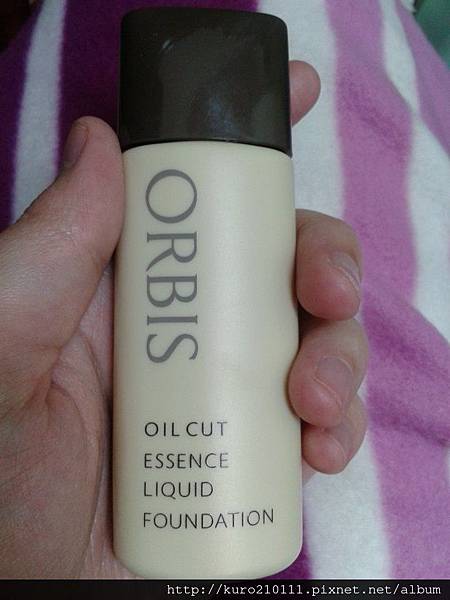 ORBIS
OIL CUT
ESSENCE
LIQUID
FOUNDATION
http://kuro210111.pixnet.net/album